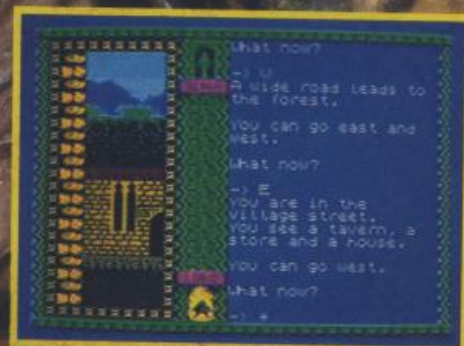 What now?
-> W
A wide road leads to
the forest.
You can go east and
west.
What now?
-> E
You are in the
village street.
You see a tavern, a
store and a house.
You can go west.
What now?
-> +